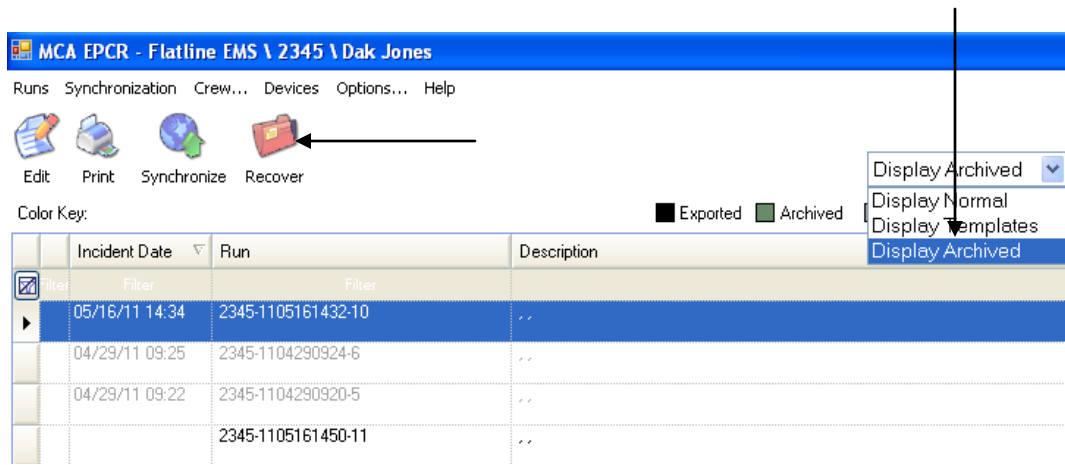 MCA EPCR - Flatline EMS \ 2345 \ Dak Jones
Runs Synchronization Crew... Devices Options... Help
Edit Print Synchronize Recover
Display Archived
Display Normal
Display Templates
Display Archived
Color Key: Exported Archived
Incident Date Run Description
Filter Filter Filter
05/16/11 14:34 2345-1105161432-10 , ,
04/29/11 09:25 2345-1104290924-6 , ,
04/29/11 09:22 2345-1104290920-5 , ,
2345-1105161450-11 , ,